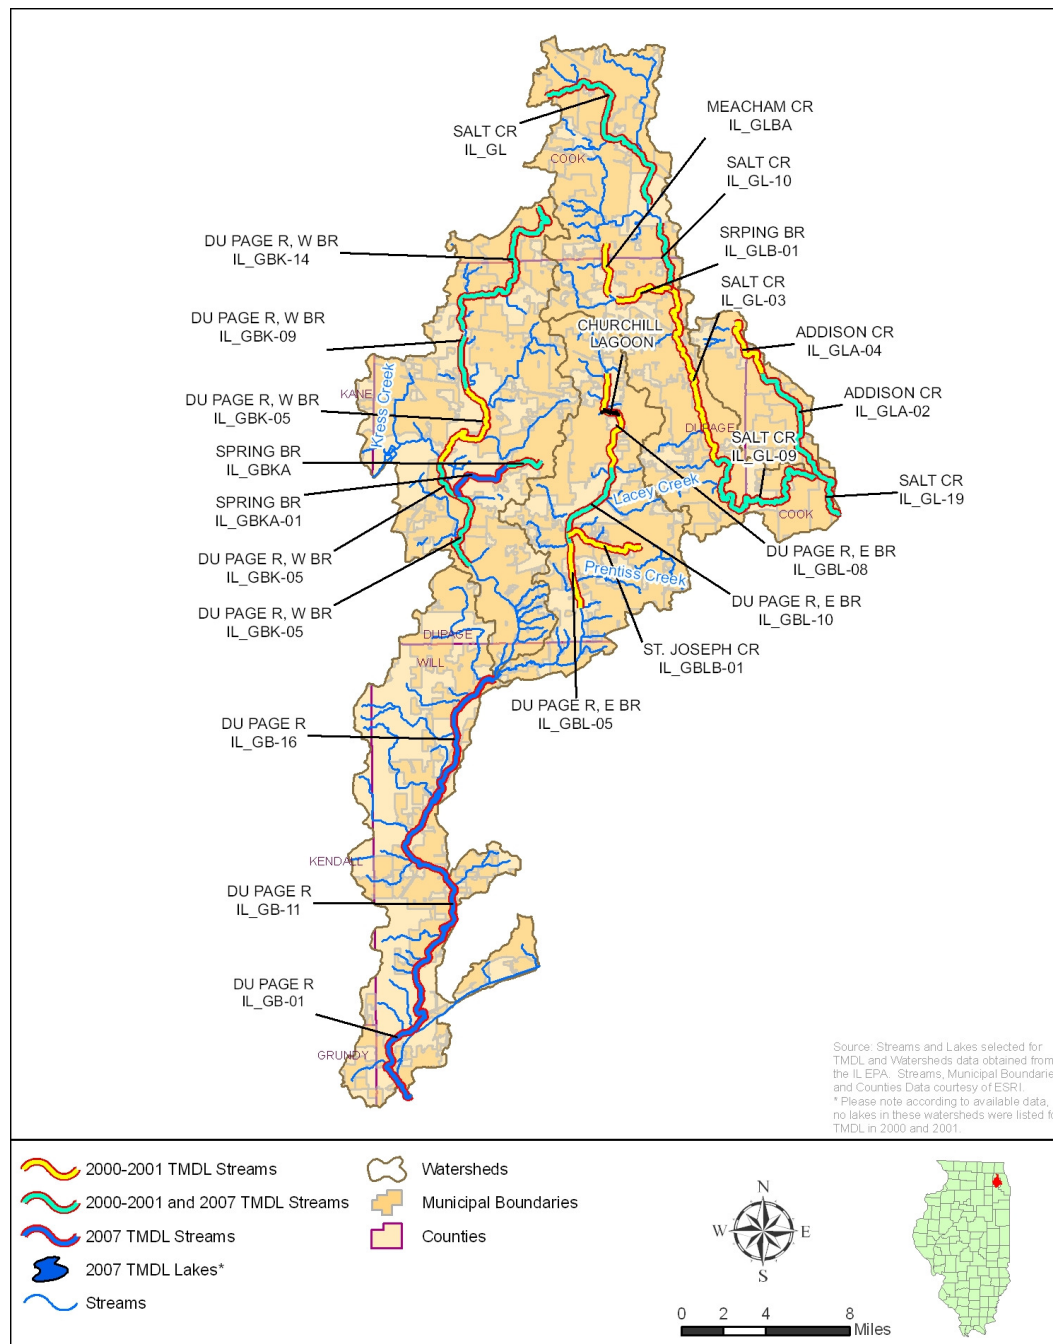 MEACHAM CR
IL_GLBA
SALT CR
IL_GL
COOK
SALT CR
IL_GL-10
SRPING BR
IL_GLB-01
DU PAGE R, W BR
IL_GBK-14
SALT CR
IL_GL-03
DU PAGE R, W BR
IL_GBK-09
CHURCHILL
LAGOON
ADDISON CR
IL_GLA-04
KANE
Kress Creek
DU PAGE R, W BR
IL_GBK-05
ADDISON CR
IL_GLA-02
DUPAGE
SPRING BR
IL_GBKA
SALT CR
IL_GL-09
SPRING BR
IL_GBKA-01
Lacey Creek
SALT CR
IL_GL-19
COOK
DU PAGE R, W BR
IL_GBK-05
DU PAGE R, E BR
IL_GBL-08
Prentiss Creek
DU PAGE R, W BR
IL_GBK-05
DU PAGE R, E BR
IL_GBL-10
DUPAGE
WILL
ST. JOSEPH CR
IL_GBLB-01
DU PAGE R, E BR
IL_GBL-05
DU PAGE R
IL_GB-16
KENDALL
DU PAGE R
IL_GB-11
DU PAGE R
IL_GB-01
GRUNDY
Source: Streams and Lakes selected for
TMDL and Watersheds data obtained from
the IL EPA. Streams, Municipal Boundarie
and Counties Data courtesy of ESRI.
* Please note according to available data,
no lakes in these watersheds were listed fo
TMDL in 2000 and 2001.
2000-2001 TMDL Streams
2000-2001 and 2007 TMDL Streams
2007 TMDL Streams
2007 TMDL Lakes*
Streams
Watersheds
Municipal Boundaries
Counties
N
W E
S
0 2 4 8
Miles